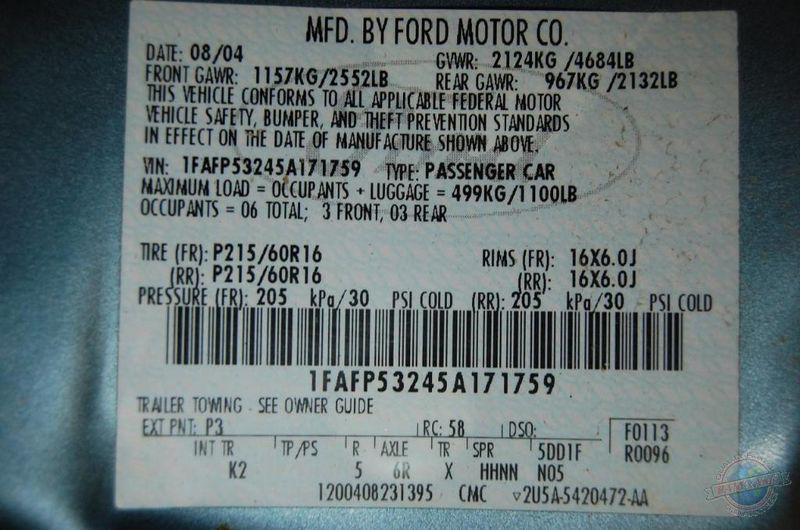 MFD. BY FORD MOTOR CO.
DATE: 08/04 GVWR: 2124KG /4684LB
FRONT GAWR: 1157KG/2552LB REAR GAWR: 967KG /2132LB
THIS VEHICLE CONFORMS TO ALL APPLICABLE FEDERAL MOTOR
VEHICLE SAFETY, BUMPER, AND THEFT PREVENTION STANDARDS
IN EFFECT ON THE DATE OF MANUFACTURE SHOWN ABOVE.
VIN: 1FAFP53245A171759 TYPE: PASSENGER CAR
MAXIMUM LOAD = OCCUPANTS + LUGGAGE = 499KG/1100LB
OCCUPANTS = 06 TOTAL; 3 FRONT, 03 REAR
TIRE (FR): P215/60R16 RIMS (FR): 16X6.0J
(RR): P215/60R16 (RR): 16X6.0J
PRESSURE (FR): 205 kPa/30 PSI COLD (RR): 205 kPa/30 PSI COLD
1FAFP53245A171759
TRAILER TOWING - SEE OWNER GUIDE
EXT PNT: P3 RC: 58 DSO: F0113
INT TR TP/PS R AXLE TR SPR 5DD1F R0096
K2 5 6R X HHNN N05
1200408231395 CMC 2U5A-5420472-AA